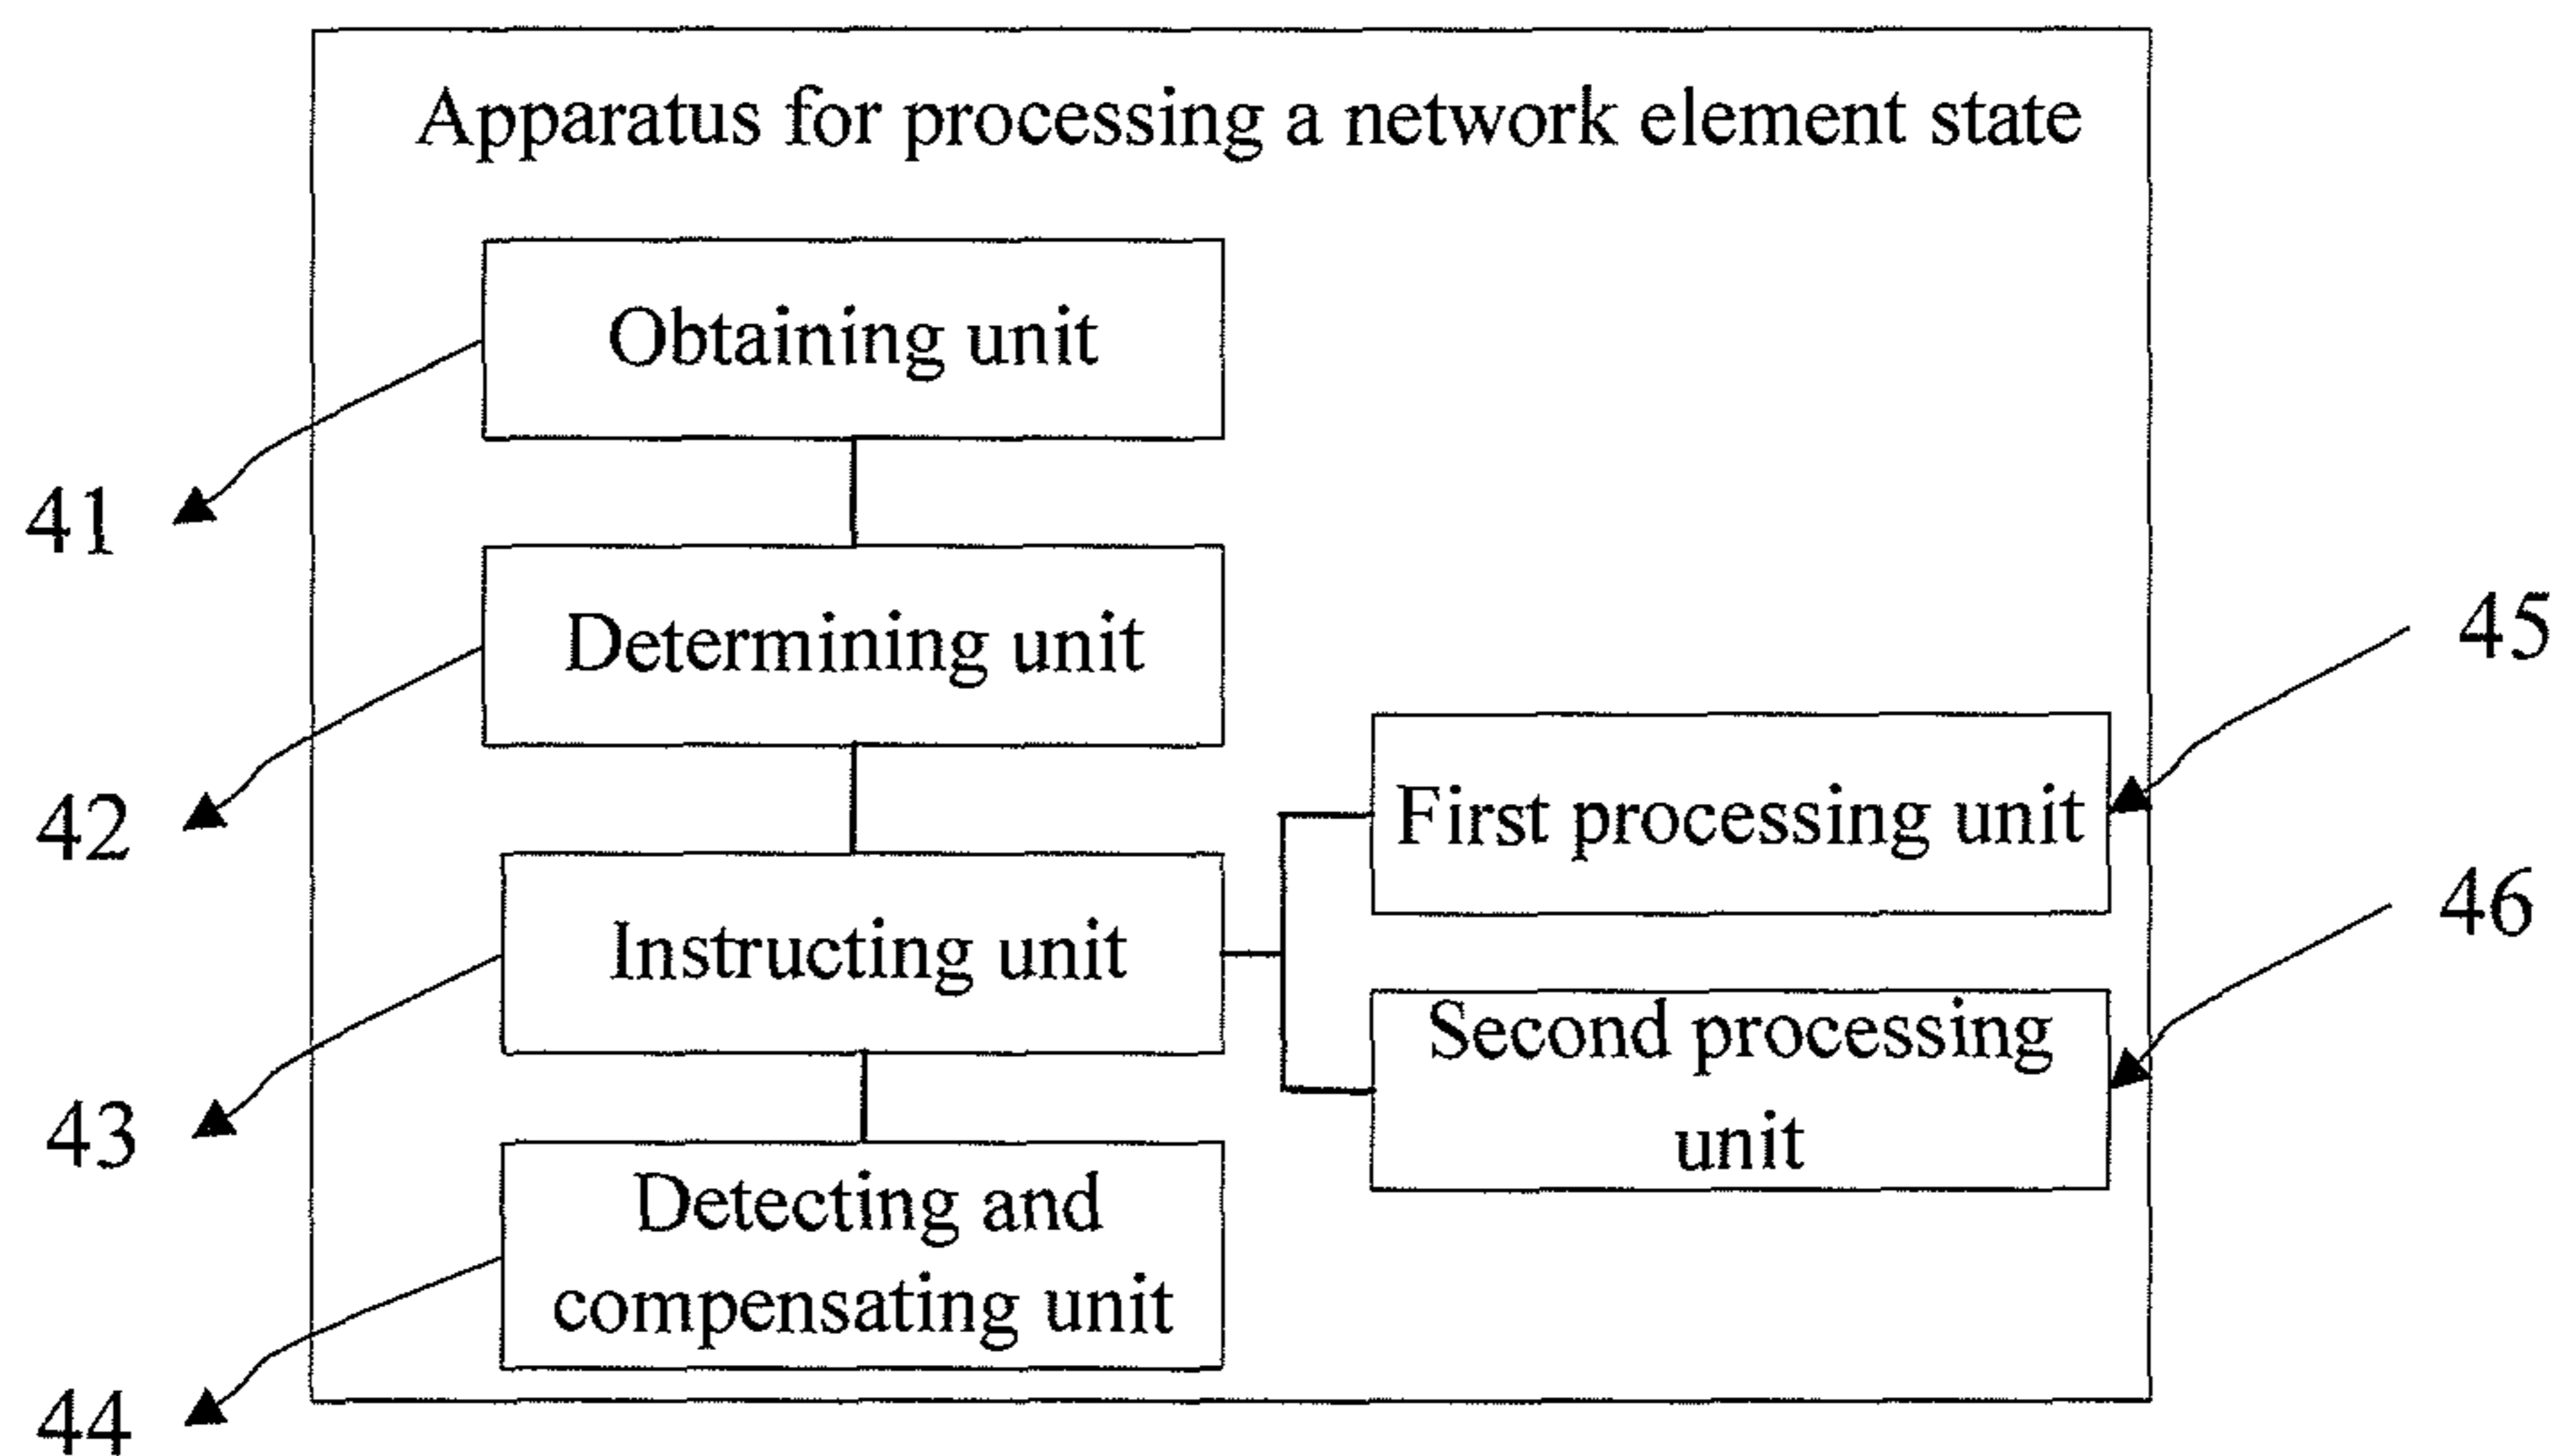 Apparatus for processing a network element state
Obtaining unit
41
Determining unit
45
42
First processing unit
46
Instructing unit
Second processing
unit
43
Detecting and
compensating unit
44